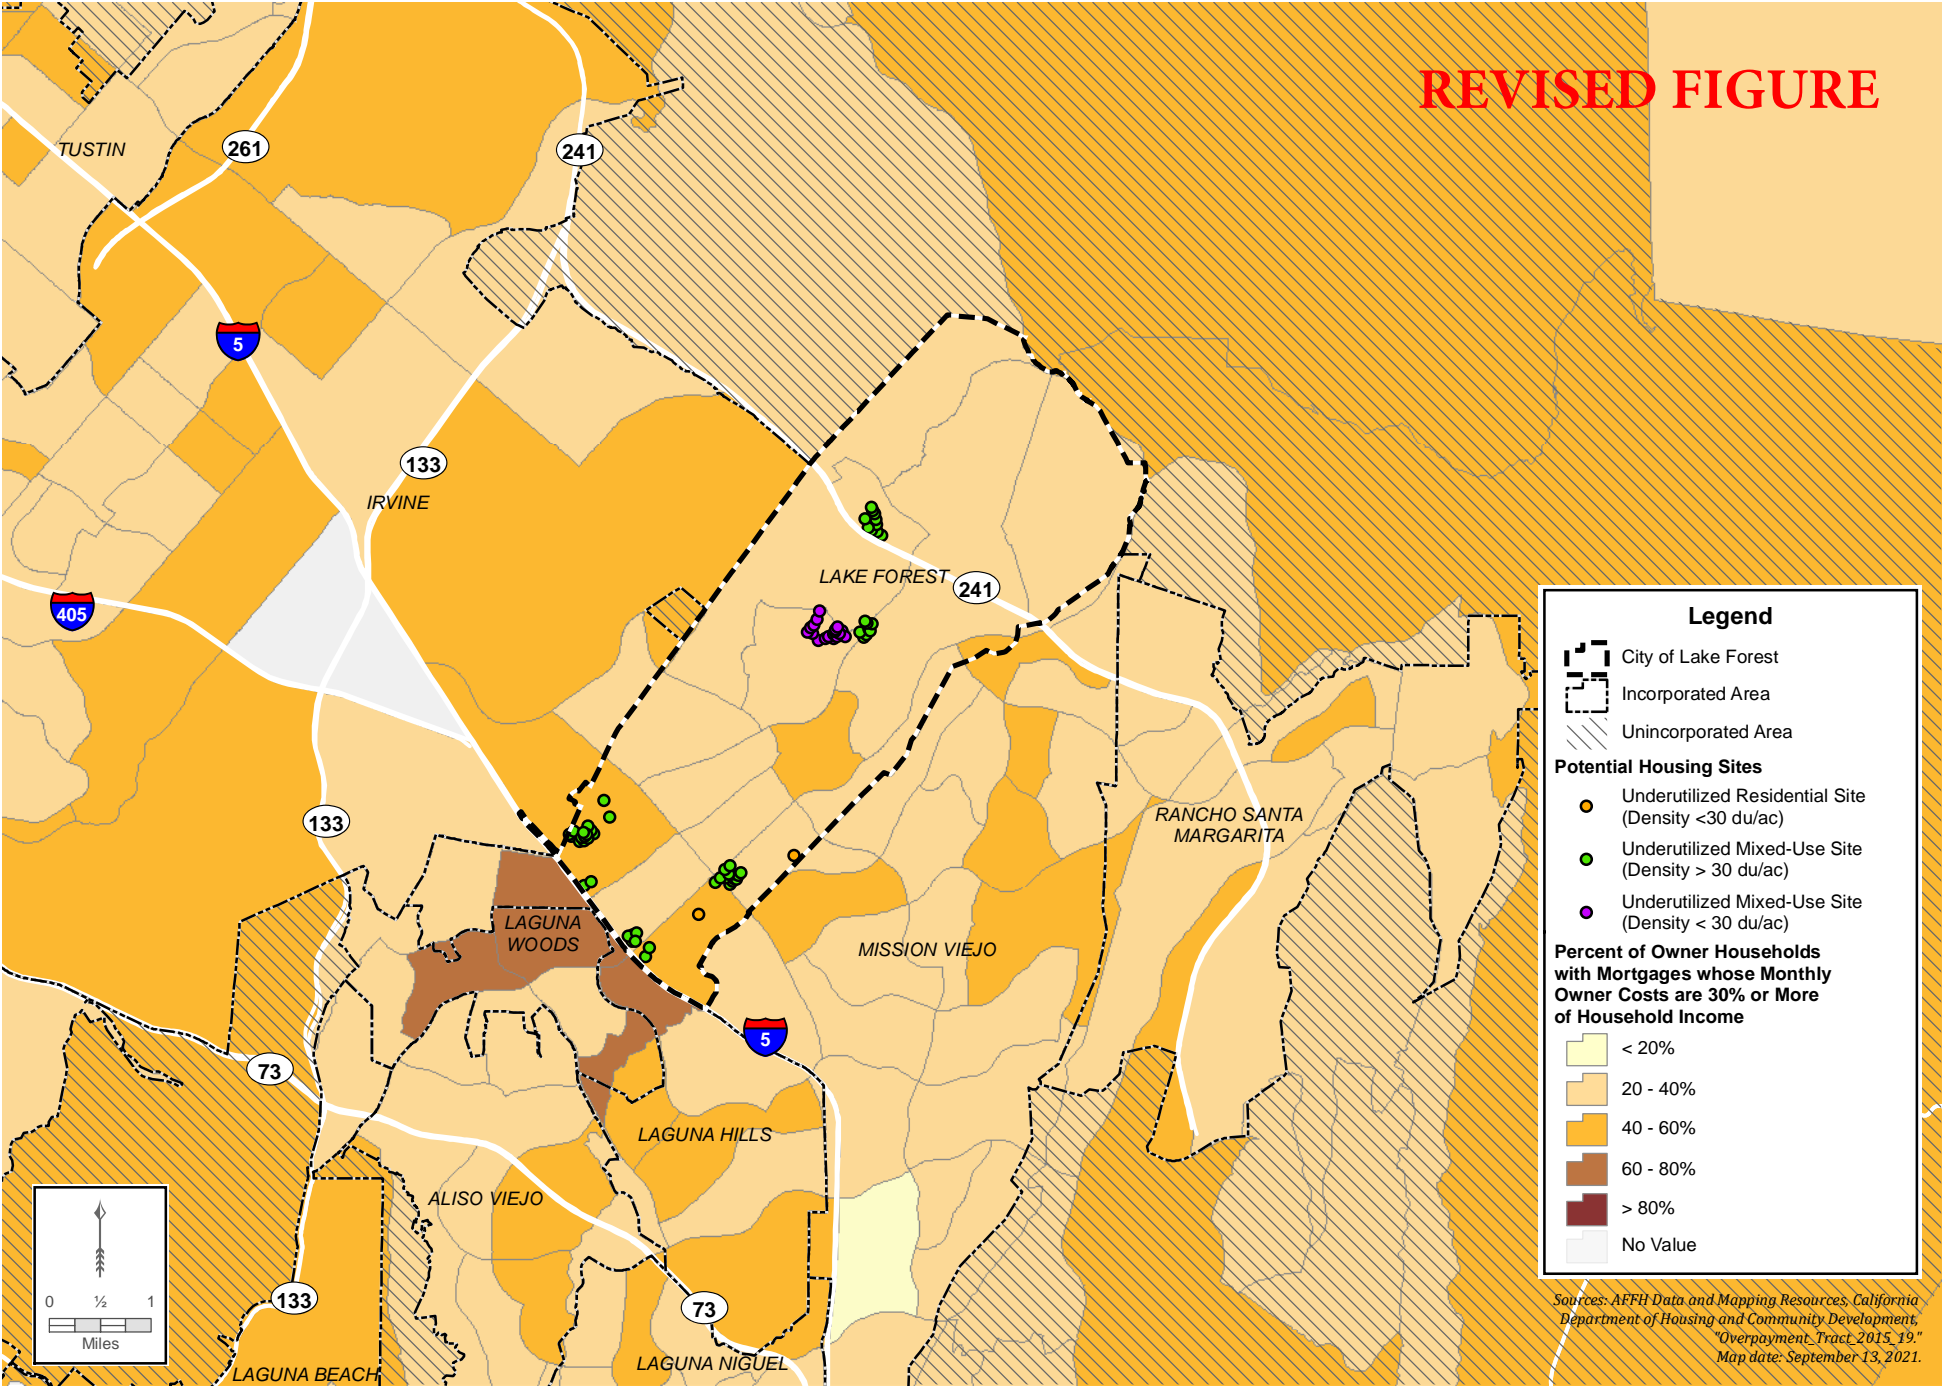 REVISED FIGURE
TUSTIN
261
241
5
133
IRVINE
405
LAKE FOREST
241
133
RANCHO SANTA
MARGARITA
LAGUNA
WOODS
MISSION VIEJO
5
73
LAGUNA HILLS
ALISO VIEJO
133
73
LAGUNA NIGUEL
LAGUNA BEACH
0 ½ 1
Miles
Legend
City of Lake Forest
Incorporated Area
Unincorporated Area
Potential Housing Sites
Underutilized Residential Site
(Density <30 du/ac)
Underutilized Mixed-Use Site
(Density > 30 du/ac)
Underutilized Mixed-Use Site
(Density < 30 du/ac)
Percent of Owner Households
with Mortgages whose Monthly
Owner Costs are 30% or More
of Household Income
< 20%
20 - 40%
40 - 60%
60 - 80%
> 80%
No Value
Sources: AFFH Data and Mapping Resources, California
Department of Housing and Community Development,
"Overpayment_Tract_2015_19."
Map date: September 13, 2021.